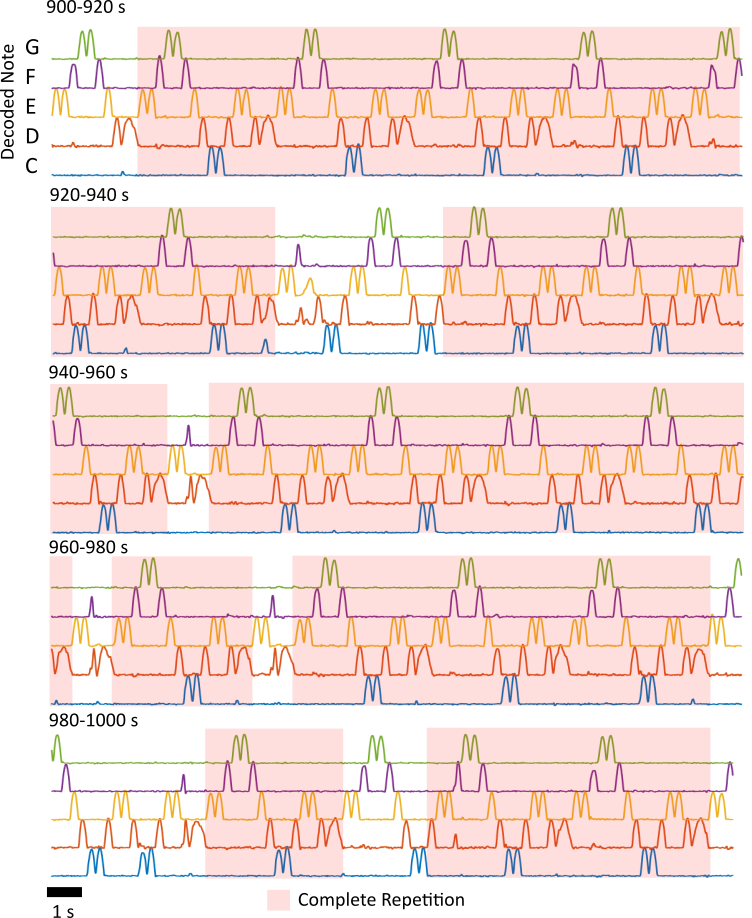 900-920 s
Decoded Note
G
F
E
D
C
920-940 s
940-960 s
960-980 s
980-1000 s
1 s
Complete Repetition